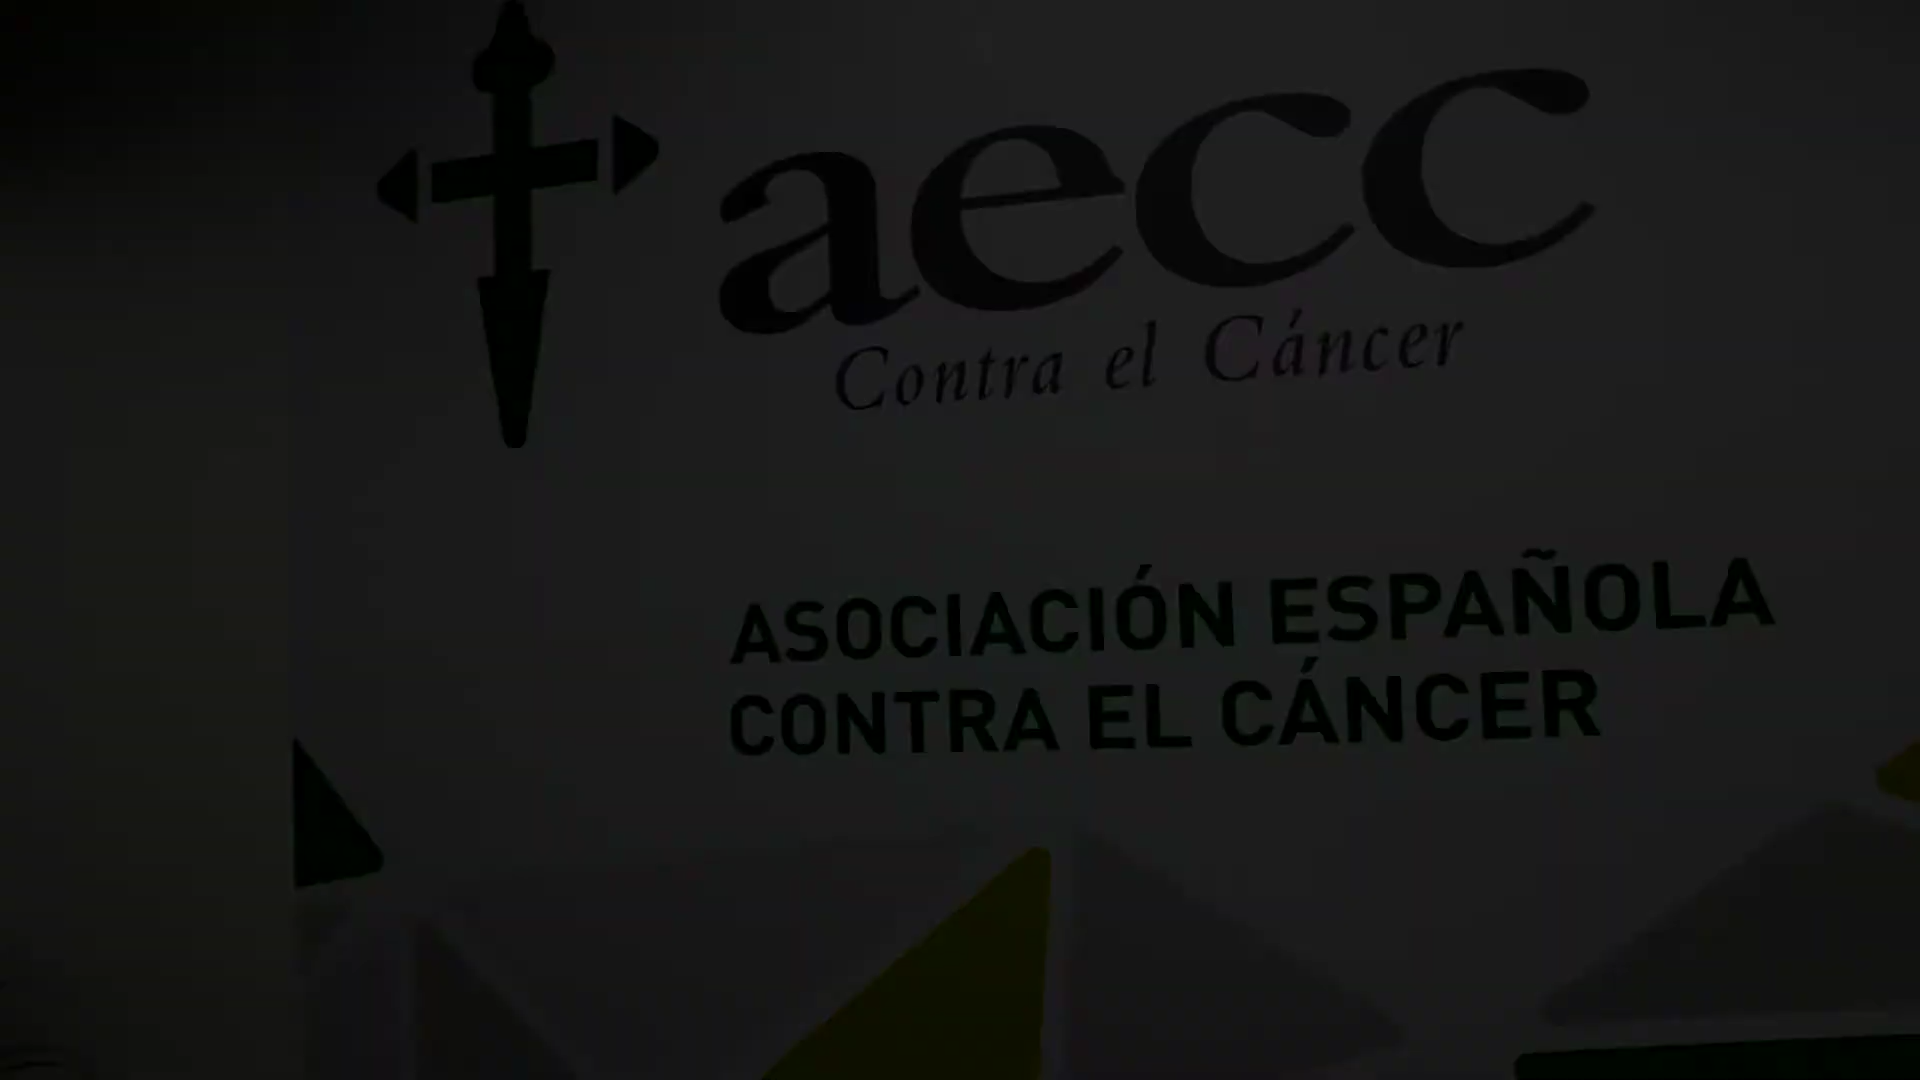 aecc
Contra el Cáncer
ASOCIACIÓN ESPAÑOLA
CONTRA EL CÁNCER